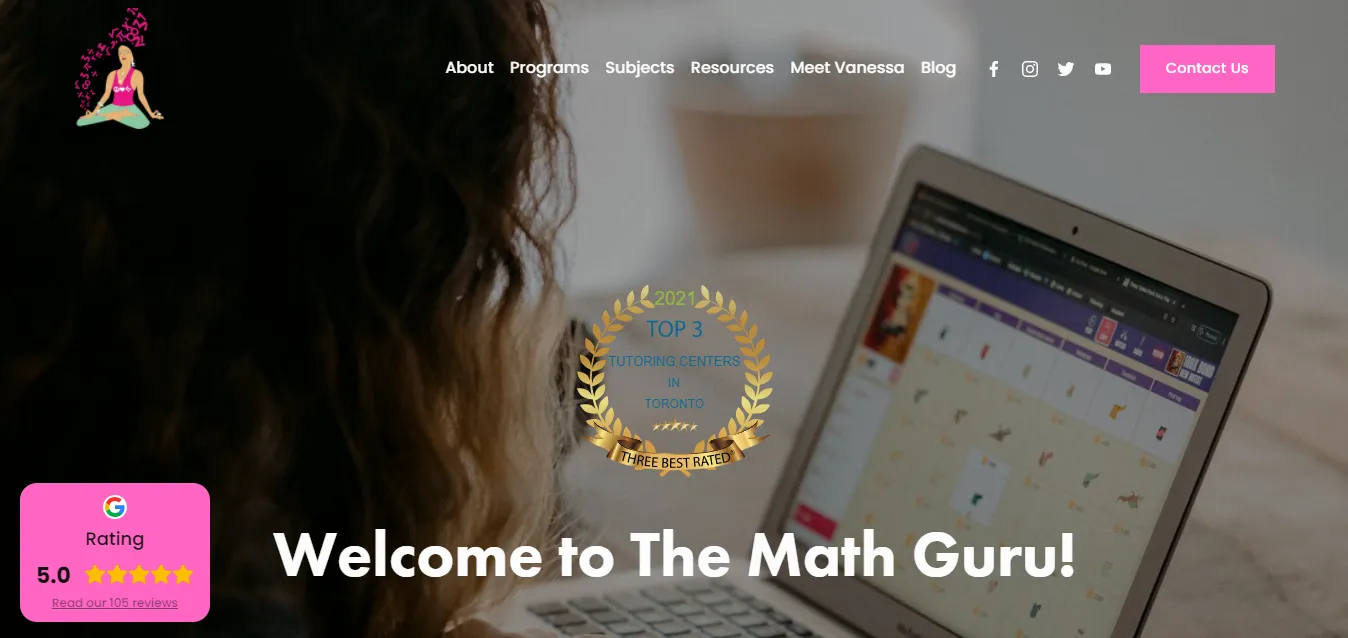 About Programs Subjects Resources Meet Vanessa Blog
Contact Us
2021
TOP 3
TUTORING CENTERS
IN
TORONTO
THREE BEST RATED®
Welcome to The Math Guru!
Rating
5.0
Read our 105 reviews